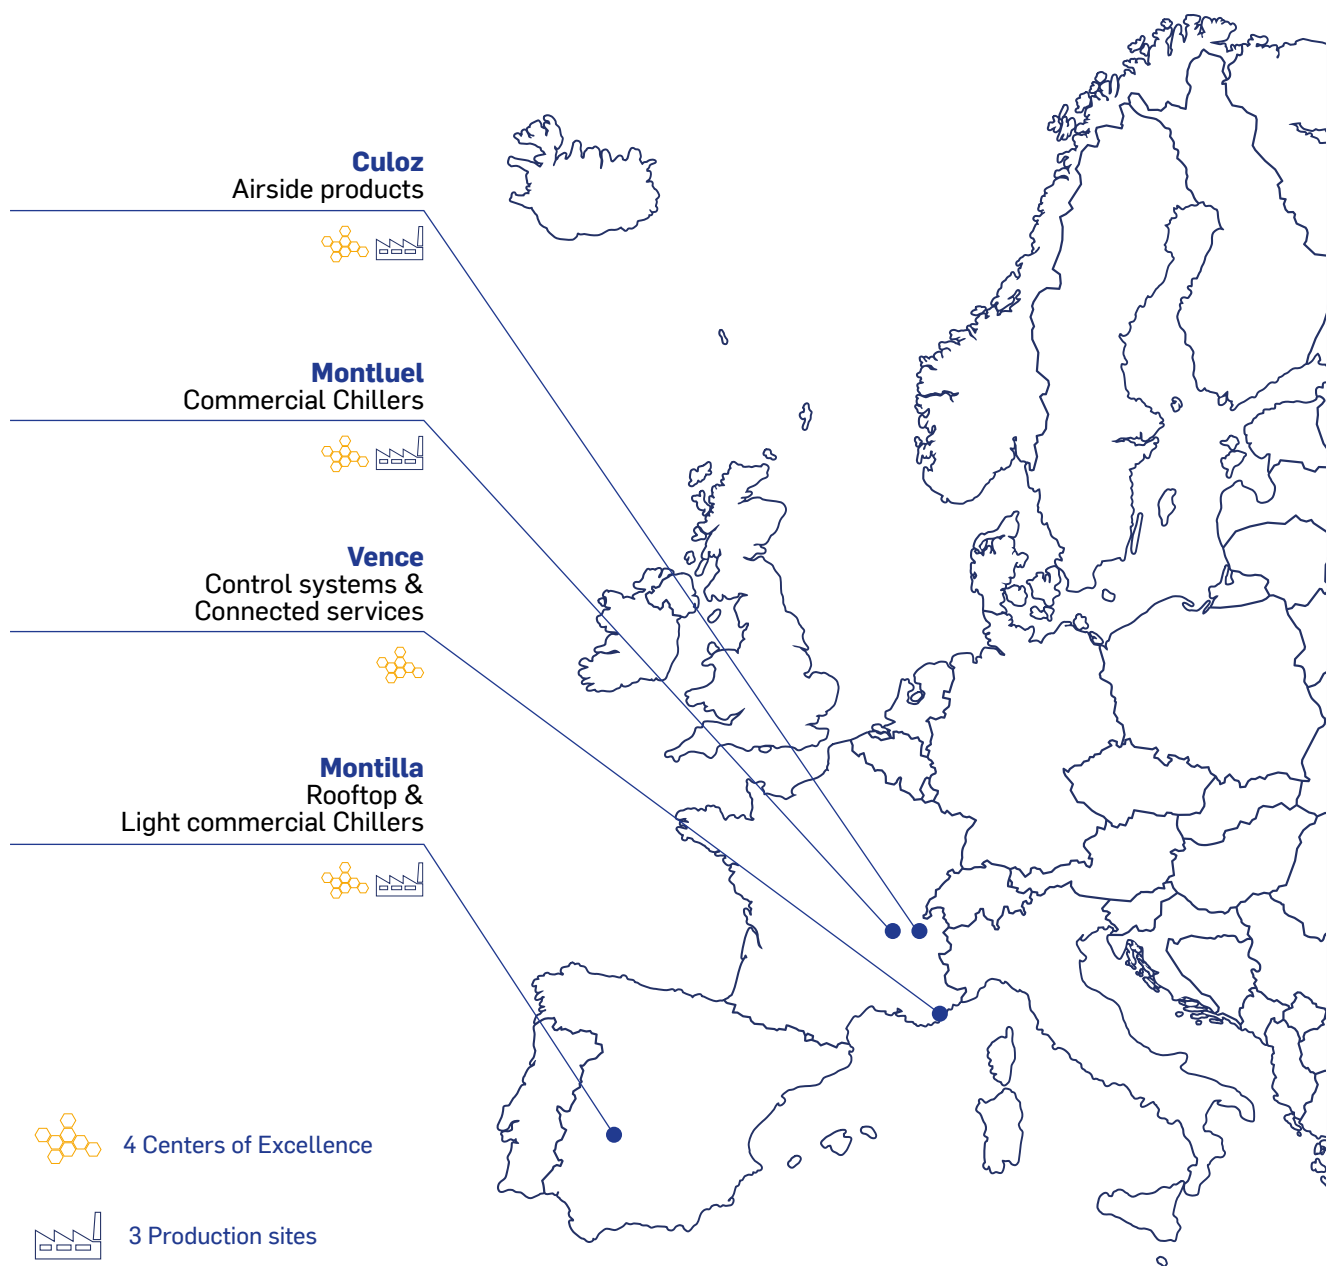 Culoz
Airside products
Montluel
Commercial Chillers
Vence
Control systems &
Connected services
Montilla
Rooftop &
Light commercial Chillers
4 Centers of Excellence
3 Production sites